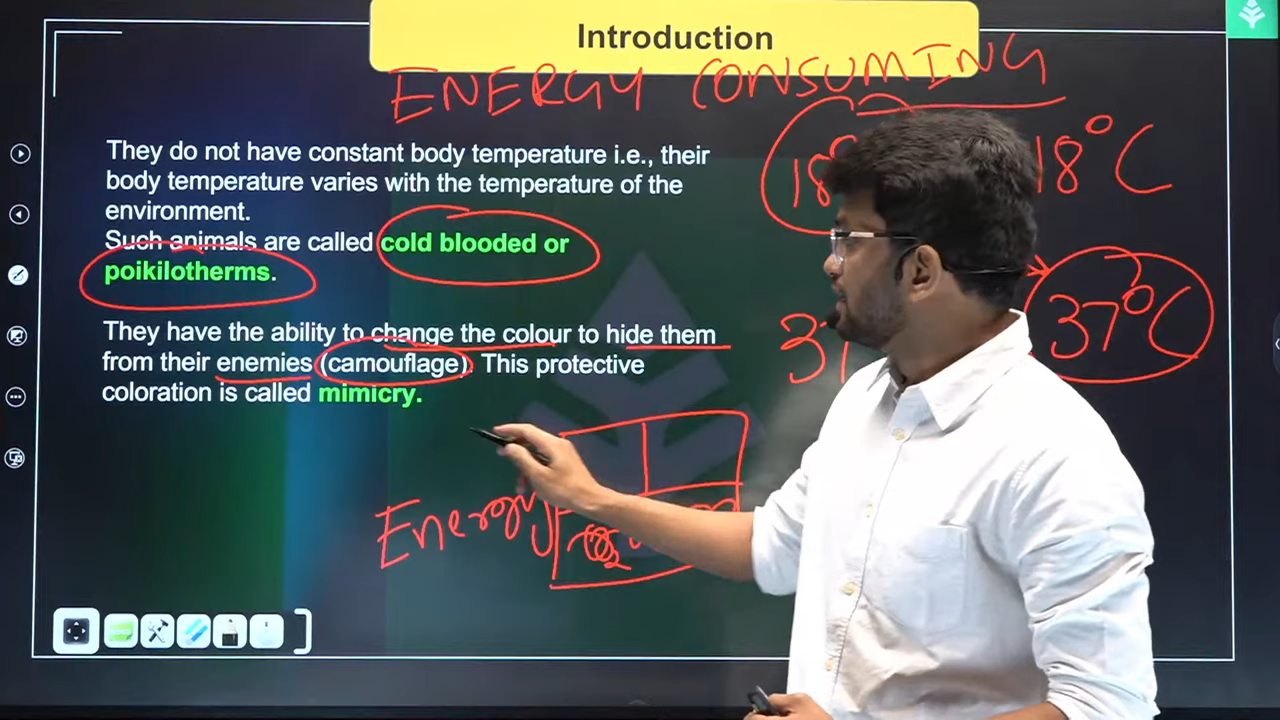 Introduction
ENERGY CONSUMING
18° 18°C
They do not have constant body temperature i.e., their
body temperature varies with the temperature of the
environment.
Such animals are called cold blooded or
poikilotherms.
37 37°C
They have the ability to change the colour to hide them
from their enemies (camouflage). This protective
coloration is called mimicry.
Energy